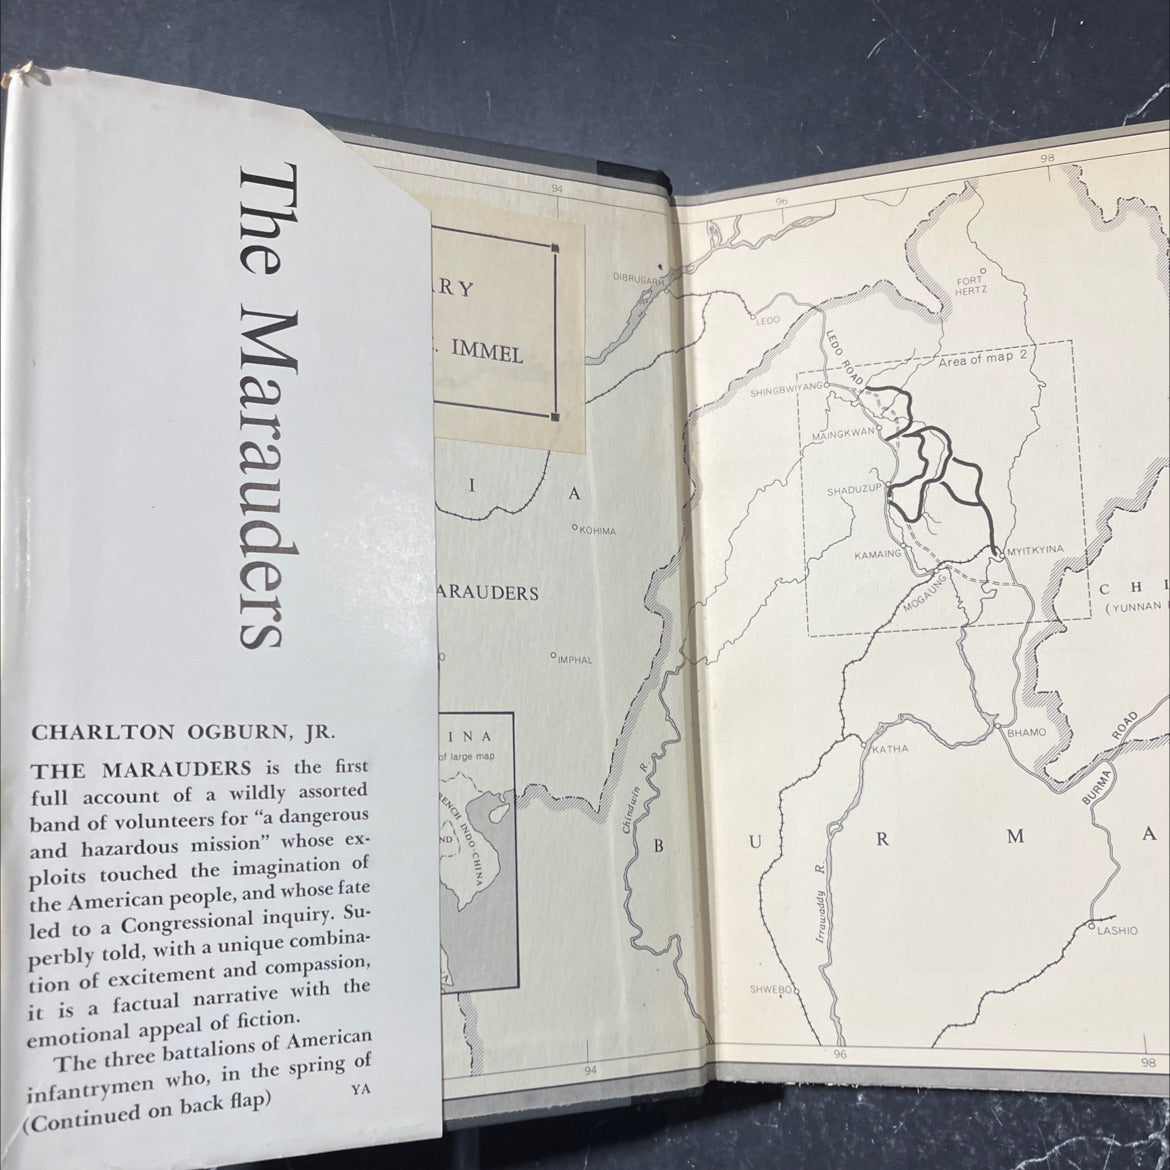 The Marauders
CHARLTON OGBURN, JR.
THE MARAUDERS is the first
full account of a wildly assorted
band of volunteers for “a dangerous
and hazardous mission” whose ex-
ploits touched the imagination of
the American people, and whose fate
led to a Congressional inquiry. Su-
perbly told, with a unique combina-
tion of excitement and compassion,
it is a factual narrative with the
emotional appeal of fiction.
The three battalions of American
infantrymen who, in the spring of
(Continued on back flap)
YA
94
RY
. IMMEL
DIBRUGARH
I A
KOHIMA
ARAUDERS
IMPHAL
INA
of large map
ENCH INDO-CHINA
ND
Chindwin R.
94
96
98
FORT
HERTZ
LEDO
LEDO ROAD
Area of map 2
SHINGBWIYANG
MAINGKWAN
SHADUZUP
KAMAING
MYITKYINA
MOGAUNG
C H I
(YUNNAN
BHAMO
KATHA
BURMA ROAD
B U R M A
Irrawaddy R.
LASHIO
SHWEBO
96
98